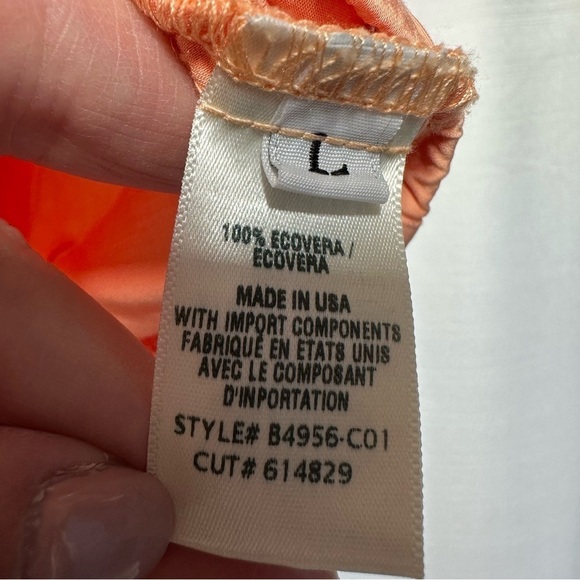 L
100% ECOVERA /
ECOVERA
MADE IN USA
WITH IMPORT COMPONENTS
FABRIQUÉ EN ETATS UNIS
AVEC LE COMPOSANT
D'INPORTATION
STYLE# B4956-C01
CUT# 614829